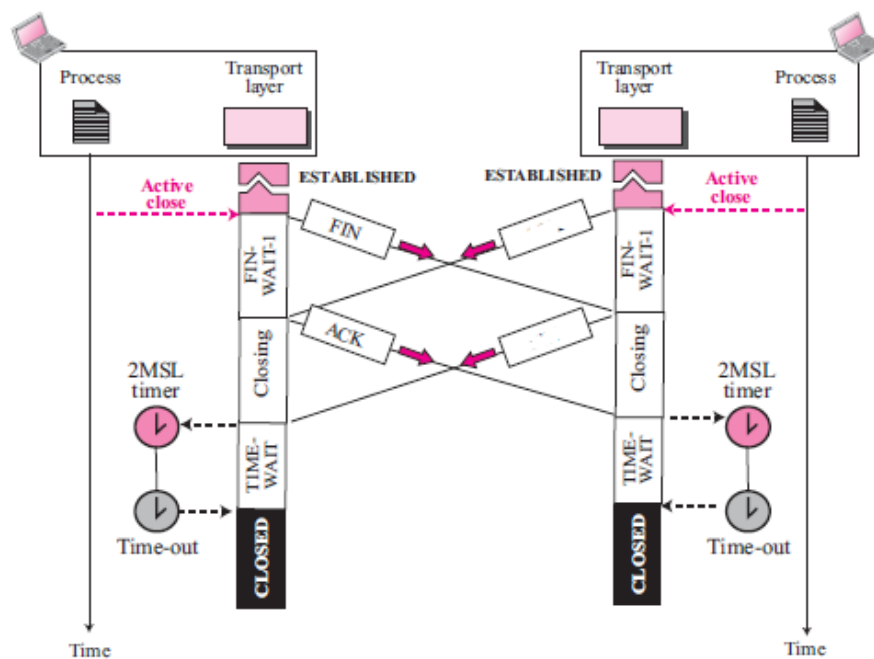 Process
Transport
layer
Transport
layer
Process
ESTABLISHED
ESTABLISHED
Active
close
Active
close
FIN
FIN-
WAIT-1
FIN-
WAIT-1
ACK
Closing
Closing
2MSL
timer
2MSL
timer
TIME-
WAIT
TIME-
WAIT
Time-out
Time-out
CLOSED
CLOSED
Time
Time